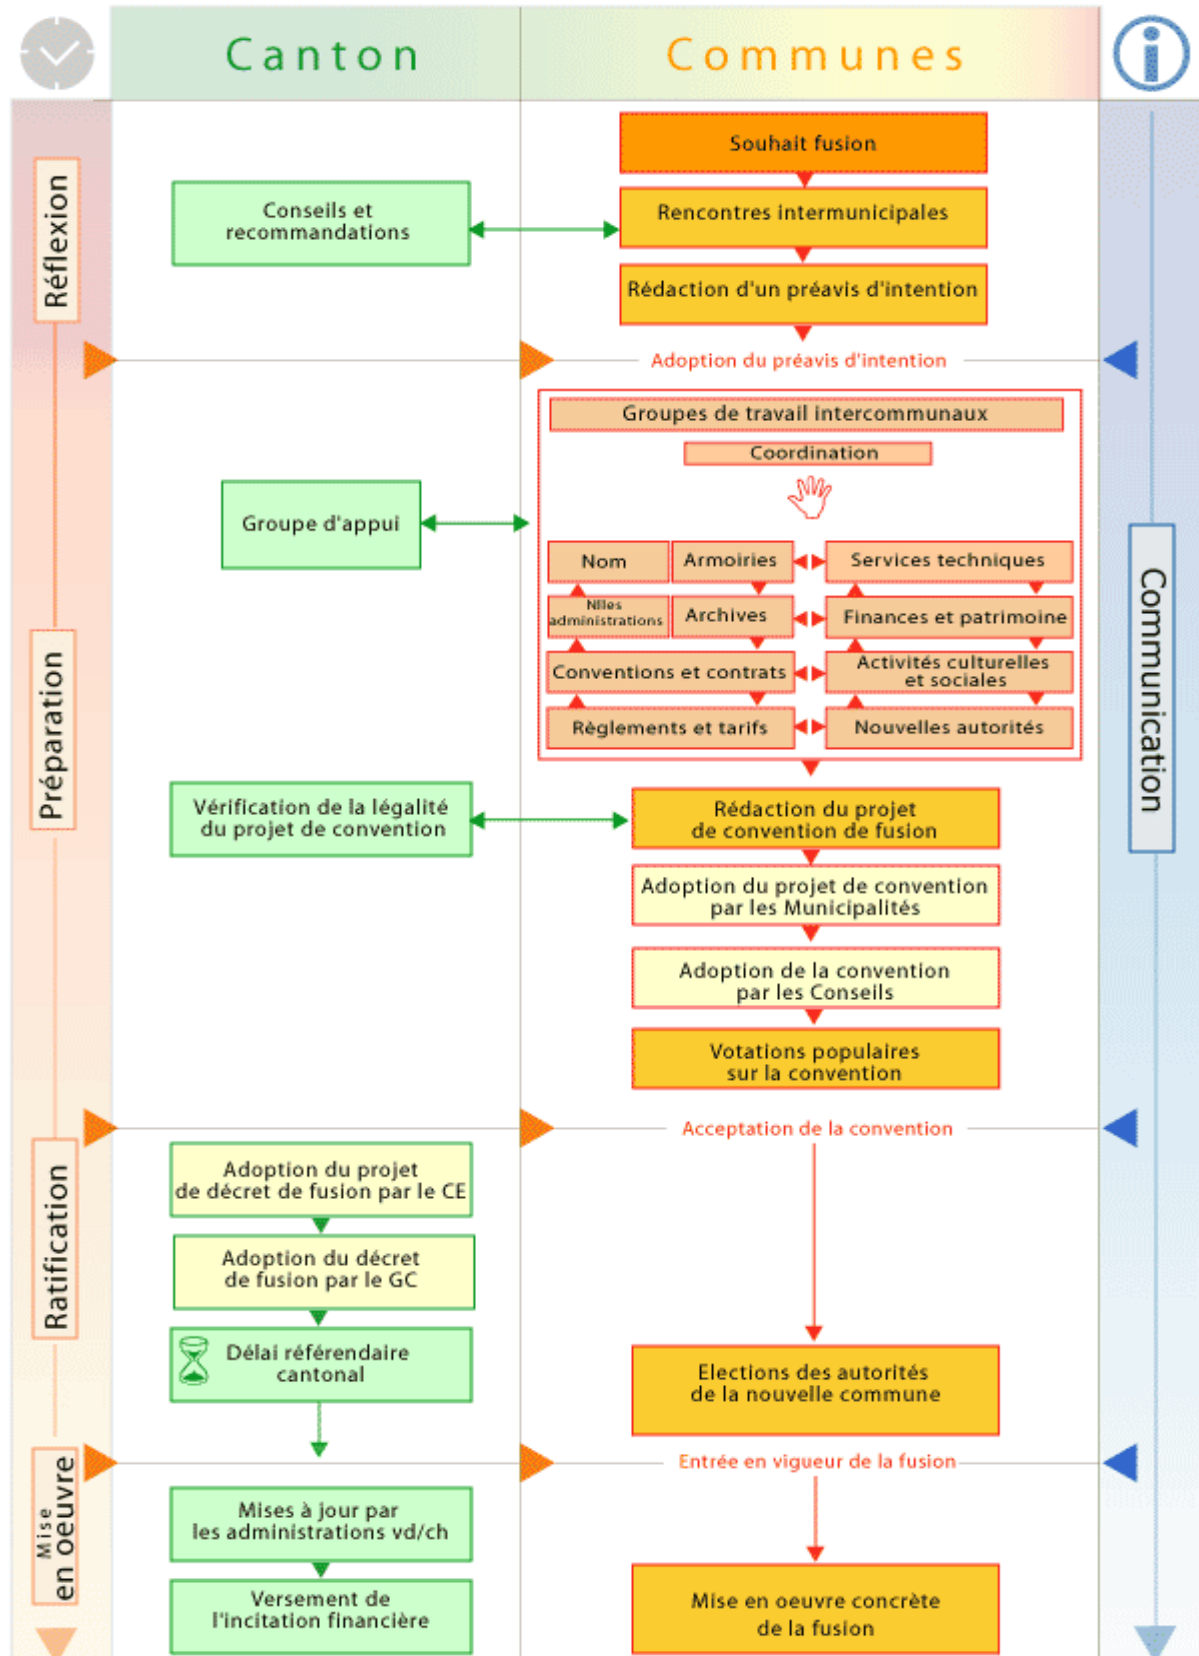 Canton
Communes
Réflexion
Souhait fusion
Conseils et
recommandations
Rencontres intermunicipales
Rédaction d'un préavis d'intention
Adoption du préavis d'intention
Préparation
Communication
Groupes de travail intercommunaux
Coordination
Groupe d'appui
Nom
Armoiries
Services techniques
Nlles
administrations
Archives
Finances et patrimoine
Conventions et contrats
Activités culturelles
et sociales
Règlements et tarifs
Nouvelles autorités
Vérification de la légalité
du projet de convention
Rédaction du projet
de convention de fusion
Adoption du projet de convention
par les Municipalités
Adoption de la convention
par les Conseils
Votations populaires
sur la convention
Acceptation de la convention
Ratification
Adoption du projet
de décret de fusion par le CE
Adoption du décret
de fusion par le GC
Délai référendaire
cantonal
Elections des autorités
de la nouvelle commune
Entrée en vigueur de la fusion
Mise
en oeuvre
Mises à jour par
les administrations vd/ch
Versement de
l'incitation financière
Mise en oeuvre concrète
de la fusion